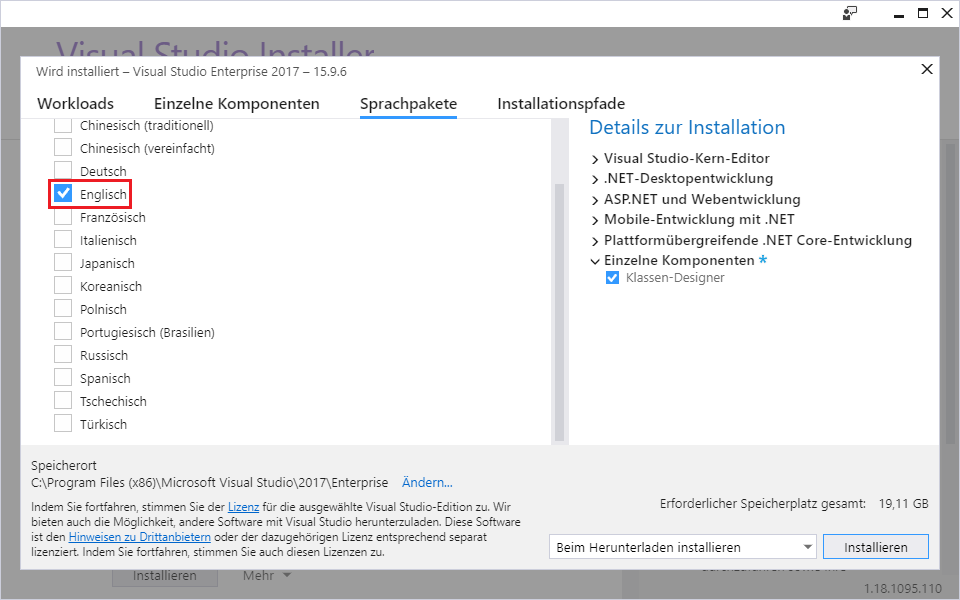 Visual Studio Installer
Wird installiert – Visual Studio Enterprise 2017 – 15.9.6
Workloads Einzelne Komponenten Sprachpakete Installationspfade
Chinesisch (traditionell)
Chinesisch (vereinfacht)
Deutsch
Englisch
Französisch
Italienisch
Japanisch
Koreanisch
Polnisch
Portugiesisch (Brasilien)
Russisch
Spanisch
Tschechisch
Türkisch
Details zur Installation
Visual Studio-Kern-Editor
.NET-Desktopentwicklung
ASP.NET und Webentwicklung
Mobile-Entwicklung mit .NET
Plattformübergreifende .NET Core-Entwicklung
Einzelne Komponenten *
Klassen-Designer
Speicherort
C:\Program Files (x86)\Microsoft Visual Studio\2017\Enterprise Ändern...
Indem Sie fortfahren, stimmen Sie der Lizenz für die ausgewählte Visual Studio-Edition zu. Wir
bieten auch die Möglichkeit, andere Software mit Visual Studio herunterzuladen. Diese Software
ist den Hinweisen zu Drittanbietern oder der dazugehörigen Lizenz entsprechend separat
lizenziert. Indem Sie fortfahren, stimmen Sie auch diesen Lizenzen zu.
Erforderlicher Speicherplatz gesamt: 19,11 GB
Beim Herunterladen installieren Installieren
Installieren Mehr
1.18.1095.110